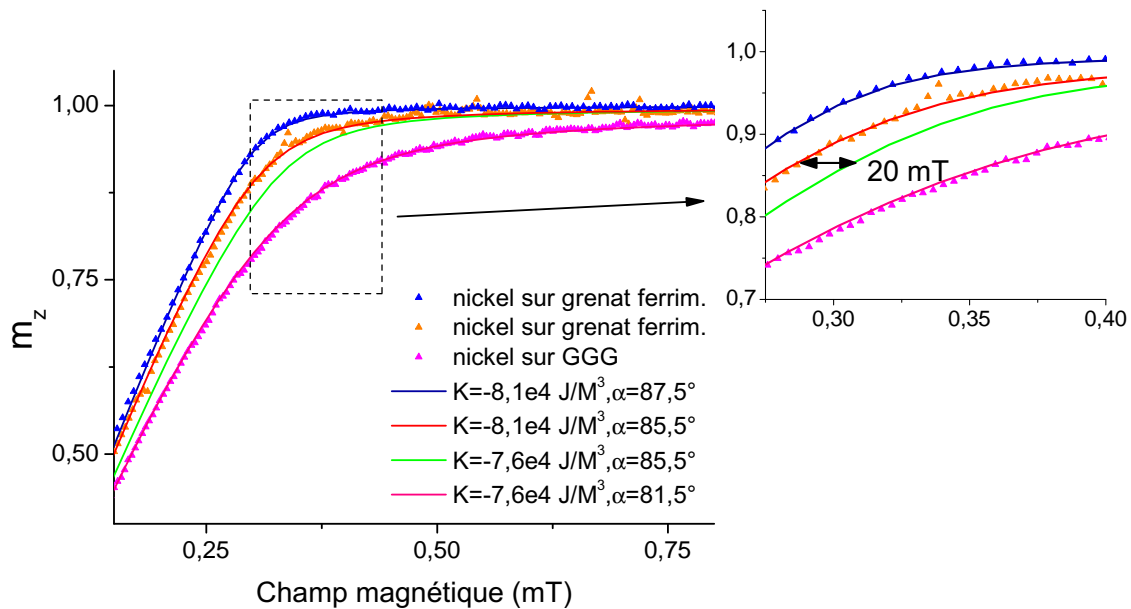 1,00
0,75
0,50
m_z
0,25
0,50
0,75
Champ magnétique (mT)
nickel sur grenat ferrim.
nickel sur grenat ferrim.
nickel sur GGG
K=-8,1e4 J/M³,α=87,5°
K=-8,1e4 J/M³,α=85,5°
K=-7,6e4 J/M³,α=85,5°
K=-7,6e4 J/M³,α=81,5°
1,0
0,9
0,8
0,7
20 mT
0,30
0,35
0,40